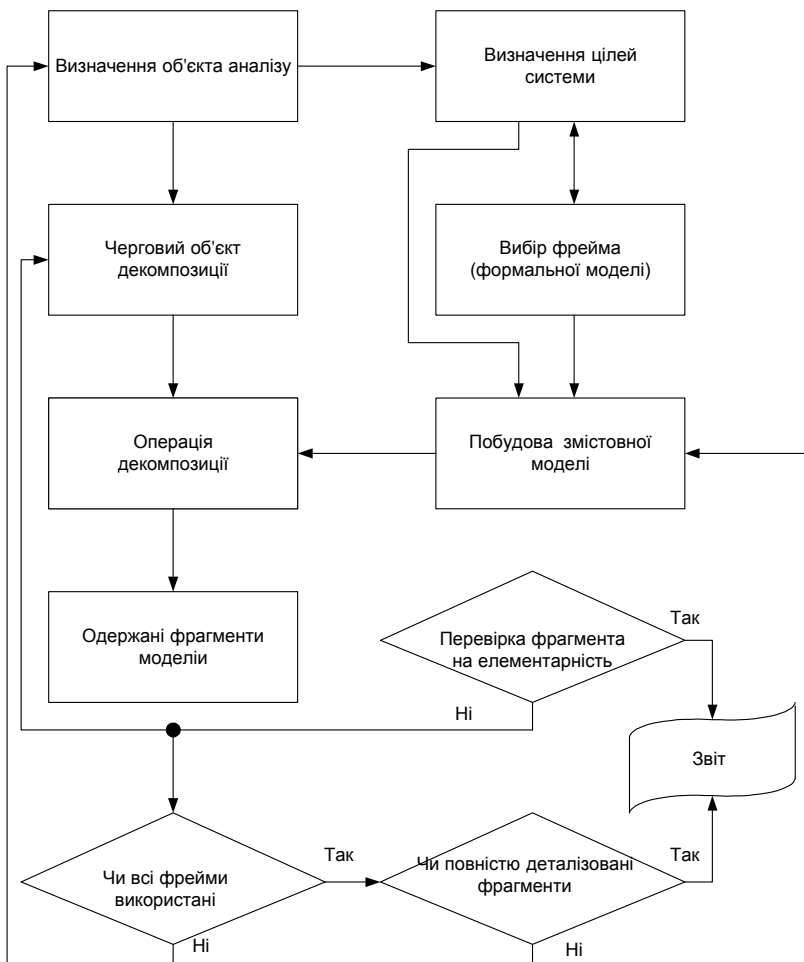 Визначення об'єкта аналізу
Визначення цілей
системи
Черговий об'єкт
декомпозиції
Вибір фрейма
(формальної моделі)
Операція
декомпозиції
Побудова змістовної
моделі
Одержані фрагменти
моделіи
Перевірка фрагмента
на елементарність
Так
Ні
Звіт
Чи всі фрейми
використані
Так
Ні
Чи повністю деталізовані
фрагменти
Так
Ні